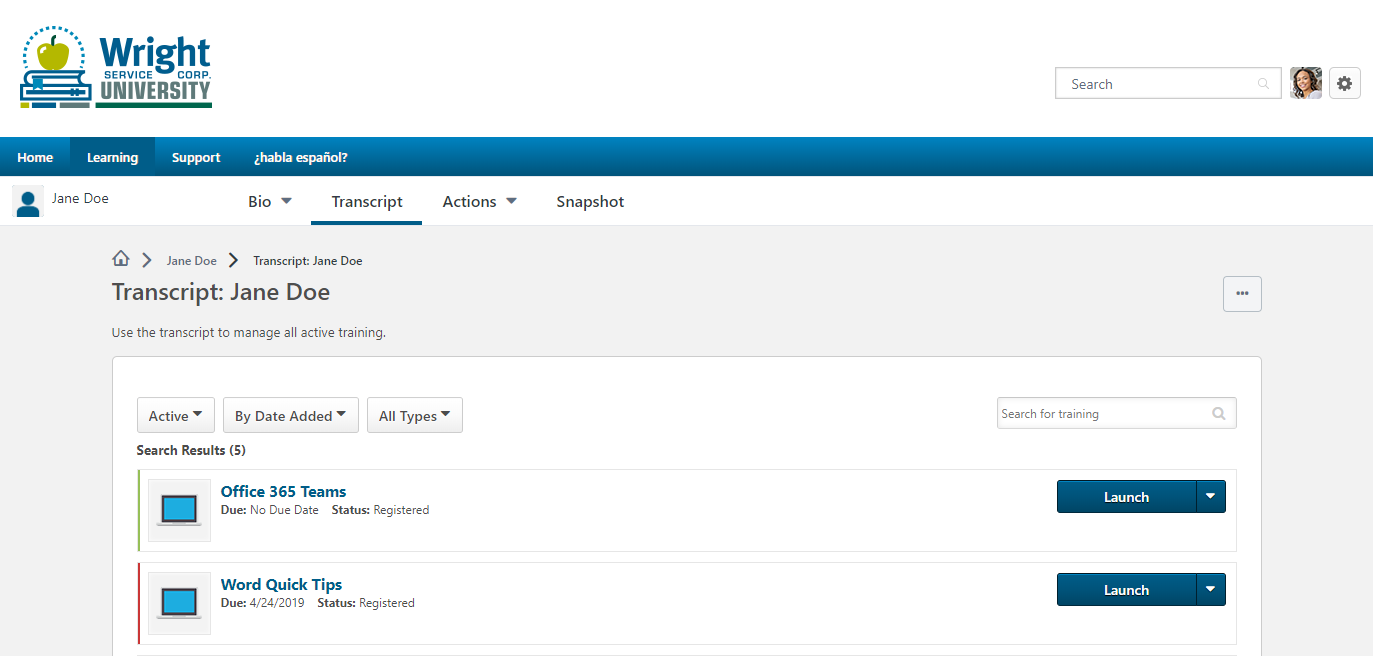 Wright
SERVICE CORP.
UNIVERSITY
Search
Home Learning Support ¿habla español?
Jane Doe Bio Transcript Actions Snapshot
Jane Doe Transcript: Jane Doe
Transcript: Jane Doe
...
Use the transcript to manage all active training.
Active By Date Added All Types Search for training
Search Results (5)
Office 365 Teams
Due: No Due Date Status: Registered
Launch
Word Quick Tips
Due: 4/24/2019 Status: Registered
Launch